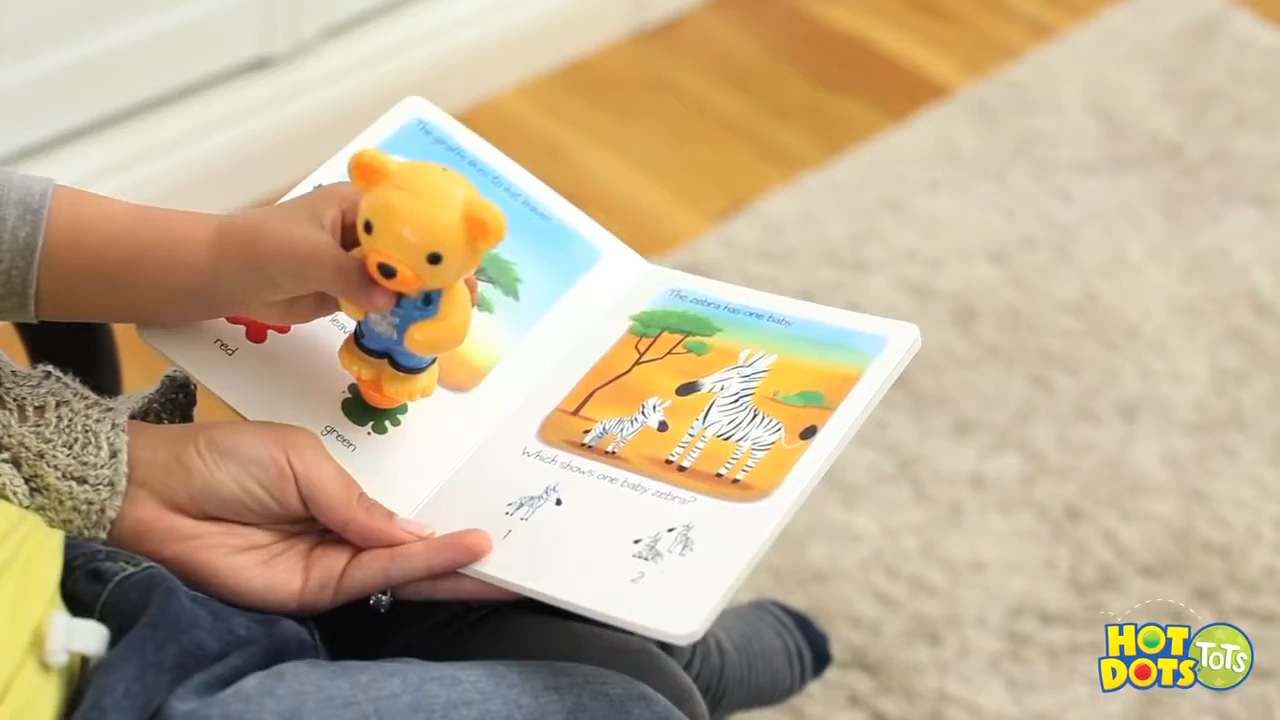 The giraffe likes to eat leaves
red
green
The zebra has one baby
Which shows one baby zebra?
1
2
HOT
DOTS
TOTS